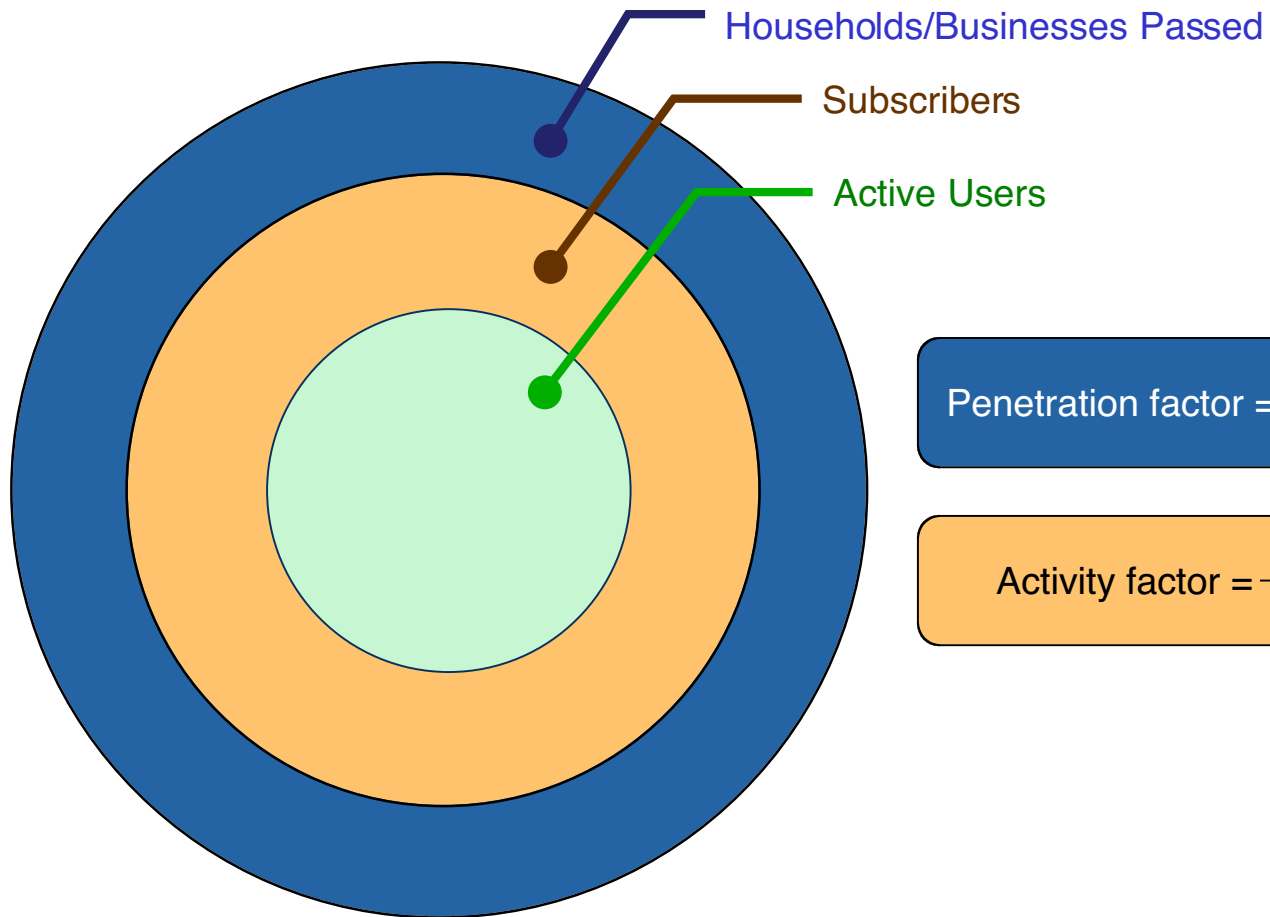 Households/Businesses Passed
Subscribers
Active Users
Penetration factor =
Activity factor =